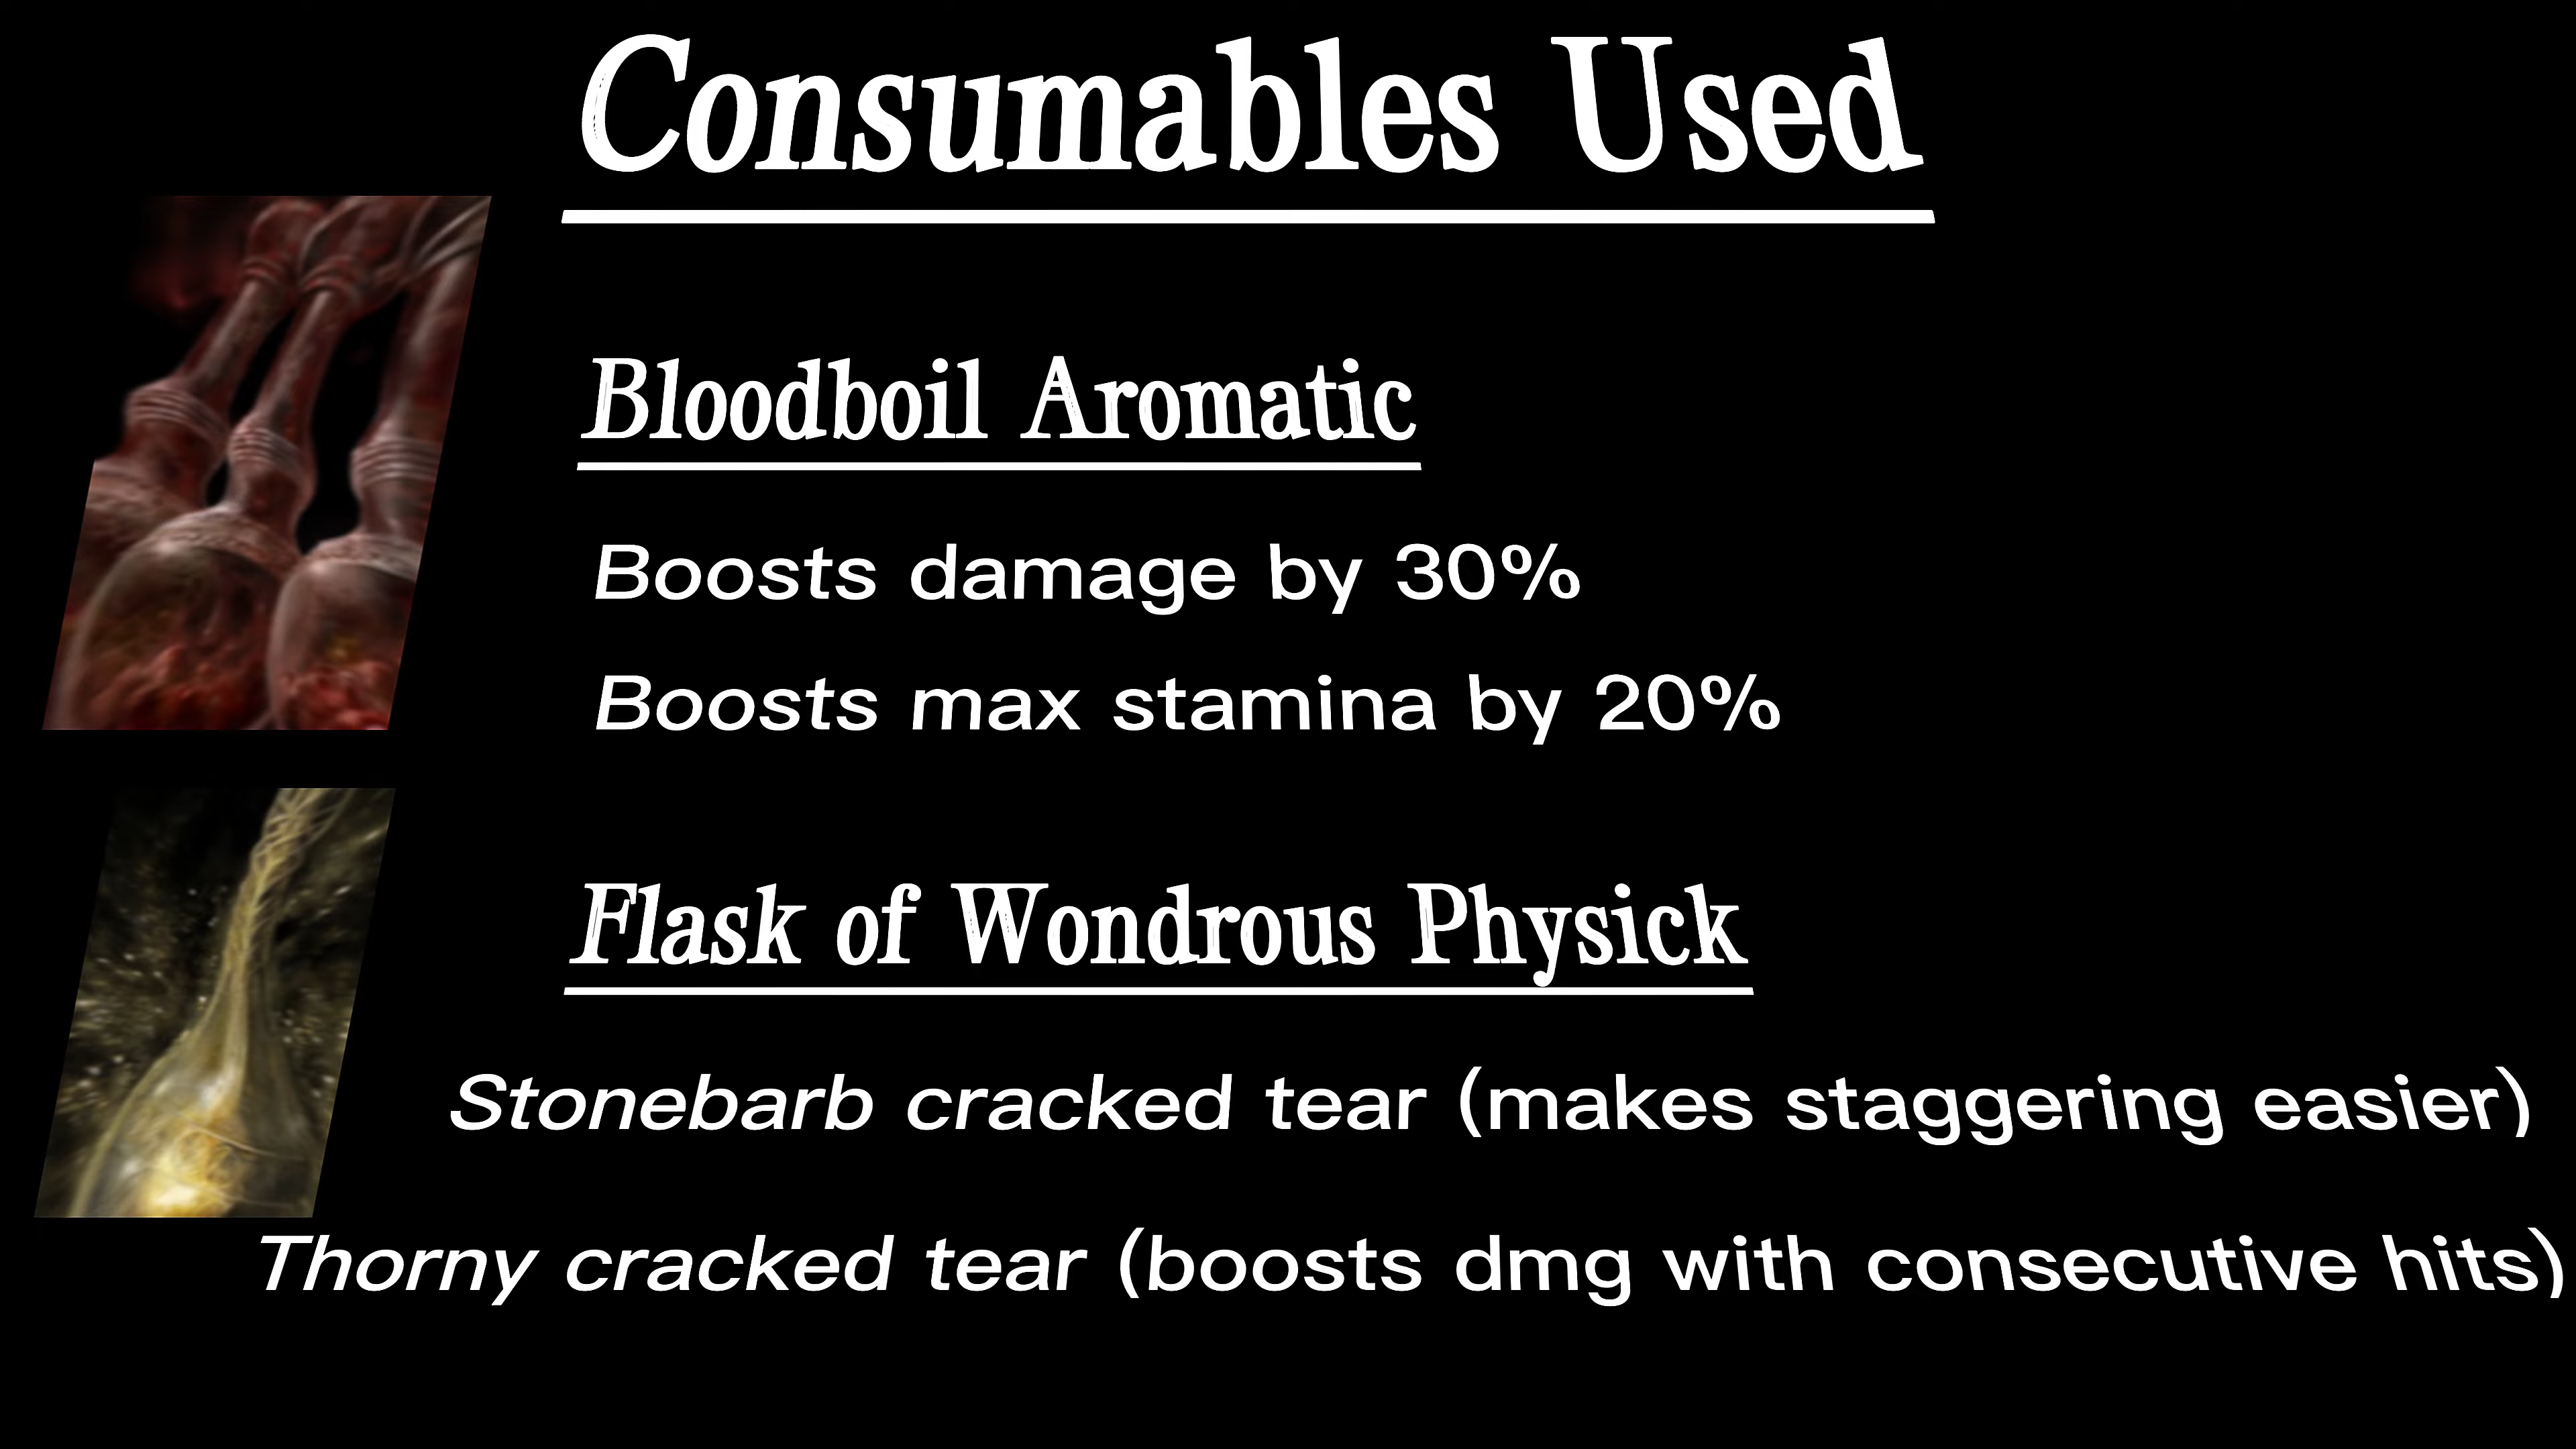 Consumables Used
Bloodboil Aromatic
Boosts damage by 30%
Boosts max stamina by 20%
Flask of Wondrous Physick
Stonebarb cracked tear (makes staggering easier)
Thorny cracked tear (boosts dmg with consecutive hits)